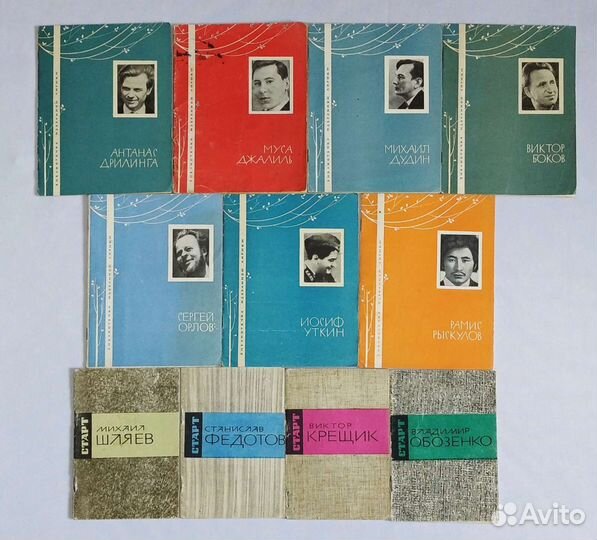 АНТАНАС
ДРИЛИНГА
МУСА
ДЖАЛИЛЬ
МИХАИЛ
ДУДИН
ВИКТОР
БОКОВ
СЕРГЕЙ
ОРЛОВ
ИОСИФ
УТКИН
РАМИС
РЫСКУЛОВ
СТАРТ
МИХАИЛ
ШЛЯЕВ
СТАРТ
СТАНИСЛАВ
ФЕДОТОВ
СТАРТ
ВИКТОР
КРЕЩИК
СТАРТ
ВЛАДИМИР
ОБОЗЕНКО
Avito